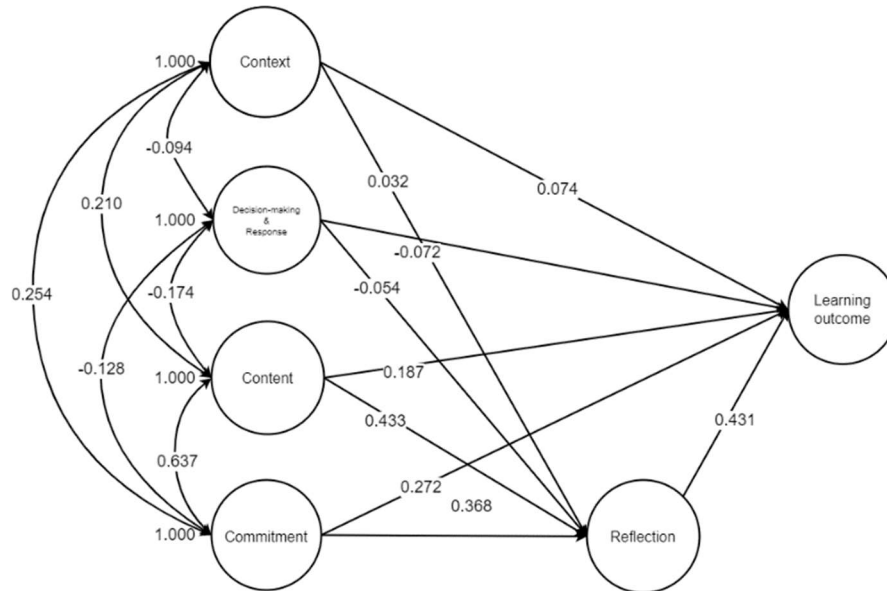 1.000
Context
-0.094
0.032
0.074
0.210
1.000
Decision-making
&
Response
-0.072
0.254
-0.174
-0.054
Learning
outcome
-0.128
1.000
Content
0.187
0.433
0.431
0.637
0.272
0.368
1.000
Commitment
Reflection